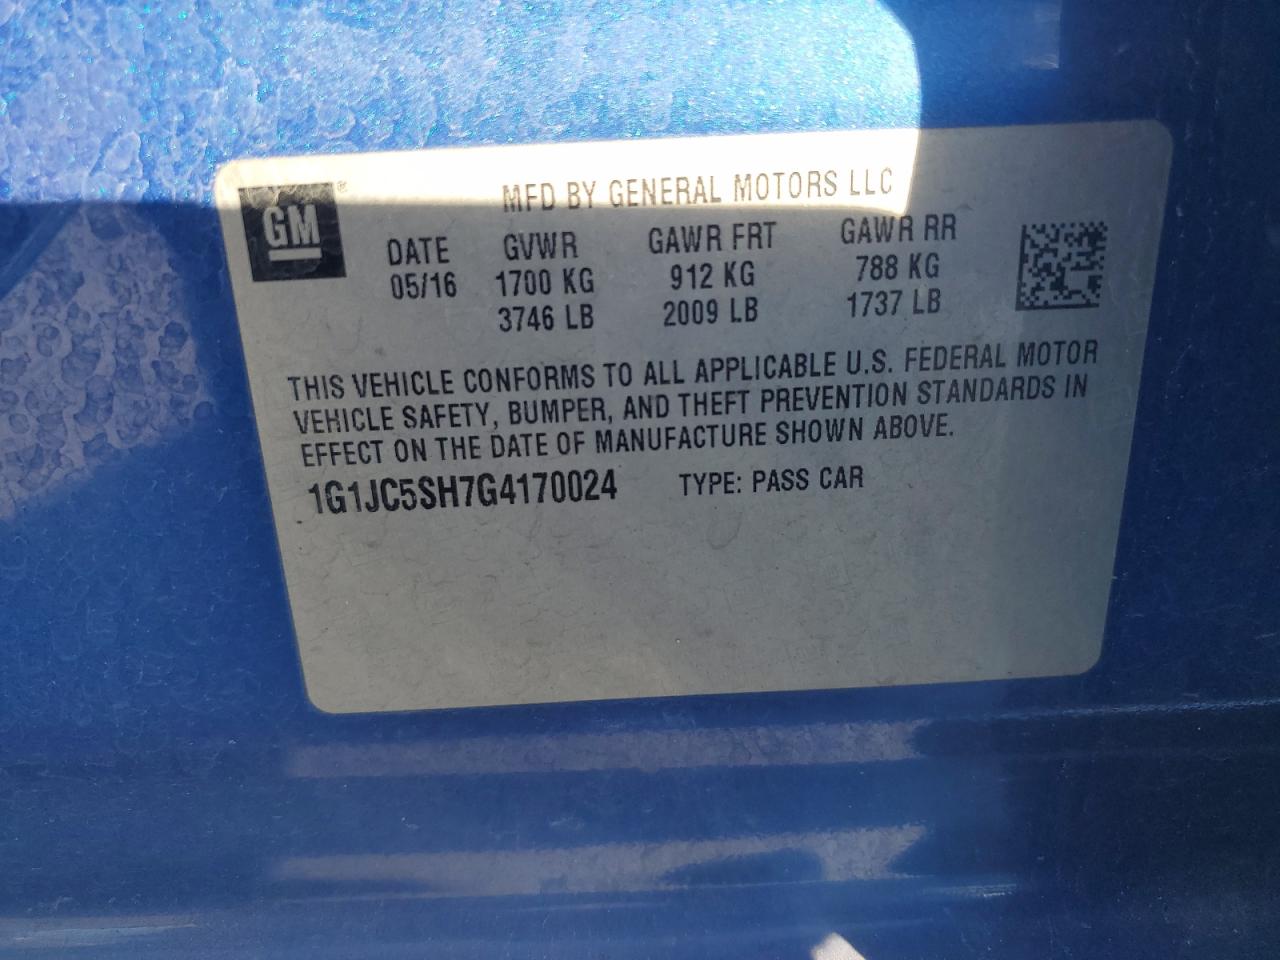 GM®
MFD BY GENERAL MOTORS LLC
DATE GVWR GAWR FRT GAWR RR
05/16 1700 KG 912 KG 788 KG
3746 LB 2009 LB 1737 LB
THIS VEHICLE CONFORMS TO ALL APPLICABLE U.S. FEDERAL MOTOR
VEHICLE SAFETY, BUMPER, AND THEFT PREVENTION STANDARDS IN
EFFECT ON THE DATE OF MANUFACTURE SHOWN ABOVE.
1G1JC5SH7G4170024 TYPE: PASS CAR